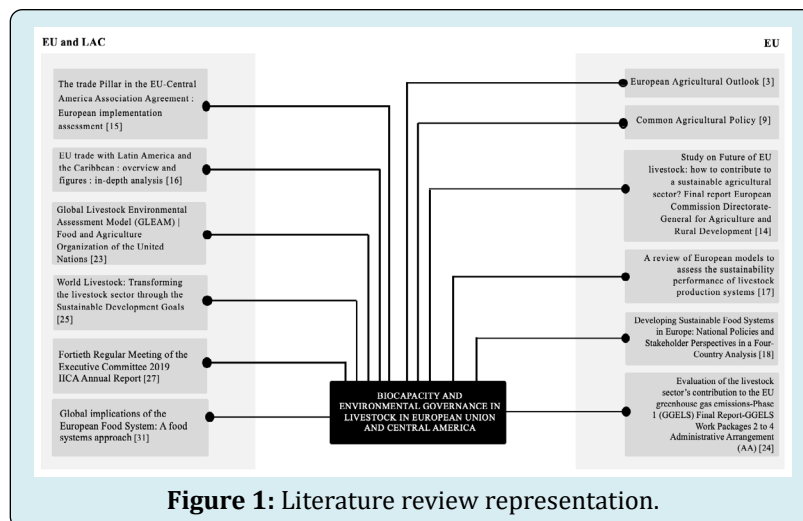 EU and LAC
The trade Pillar in the EU-Central
America Association Agreement :
European implementation
assessment [15]
EU trade with Latin America and
the Caribbean : overview and
figures : in-depth analysis [16]
Global Livestock Environmental
Assessment Model (GLEAM) |
Food and Agriculture
Organization of the United
Nations [23]
World Livestock: Transforming
the livestock sector through the
Sustainable Development Goals
[25]
Fortieth Regular Meeting of the
Executive Committee 2019
IICA Annual Report [27]
Global implications of the
European Food System: A food
systems approach [31]
BIOCAPACITY AND
ENVIRONMENTAL GOVERNANCE IN
LIVESTOCK IN EUROPEAN UNION
AND CENTRAL AMERICA
EU
European Agricultural Outlook [3]
Common Agricultural Policy [9]
Study on Future of EU
livestock: how to contribute to
a sustainable agricultural
sector? Final report European
Commission Directorate-
General for Agriculture and
Rural Development [14]
A review of European models to
assess the sustainability
performance of livestock
production systems [17]
Developing Sustainable Food Systems
in Europe: National Policies and
Stakeholder Perspectives in a Four-
Country Analysis [18]
Evaluation of the livestock
sector's contribution to the EU
greenhouse gas emissions-Phase
1 (GGELS) Final Report-GGELS
Work Packages 2 to 4
Administrative Arrangement
(AA) [24]
Figure 1: Literature review representation.